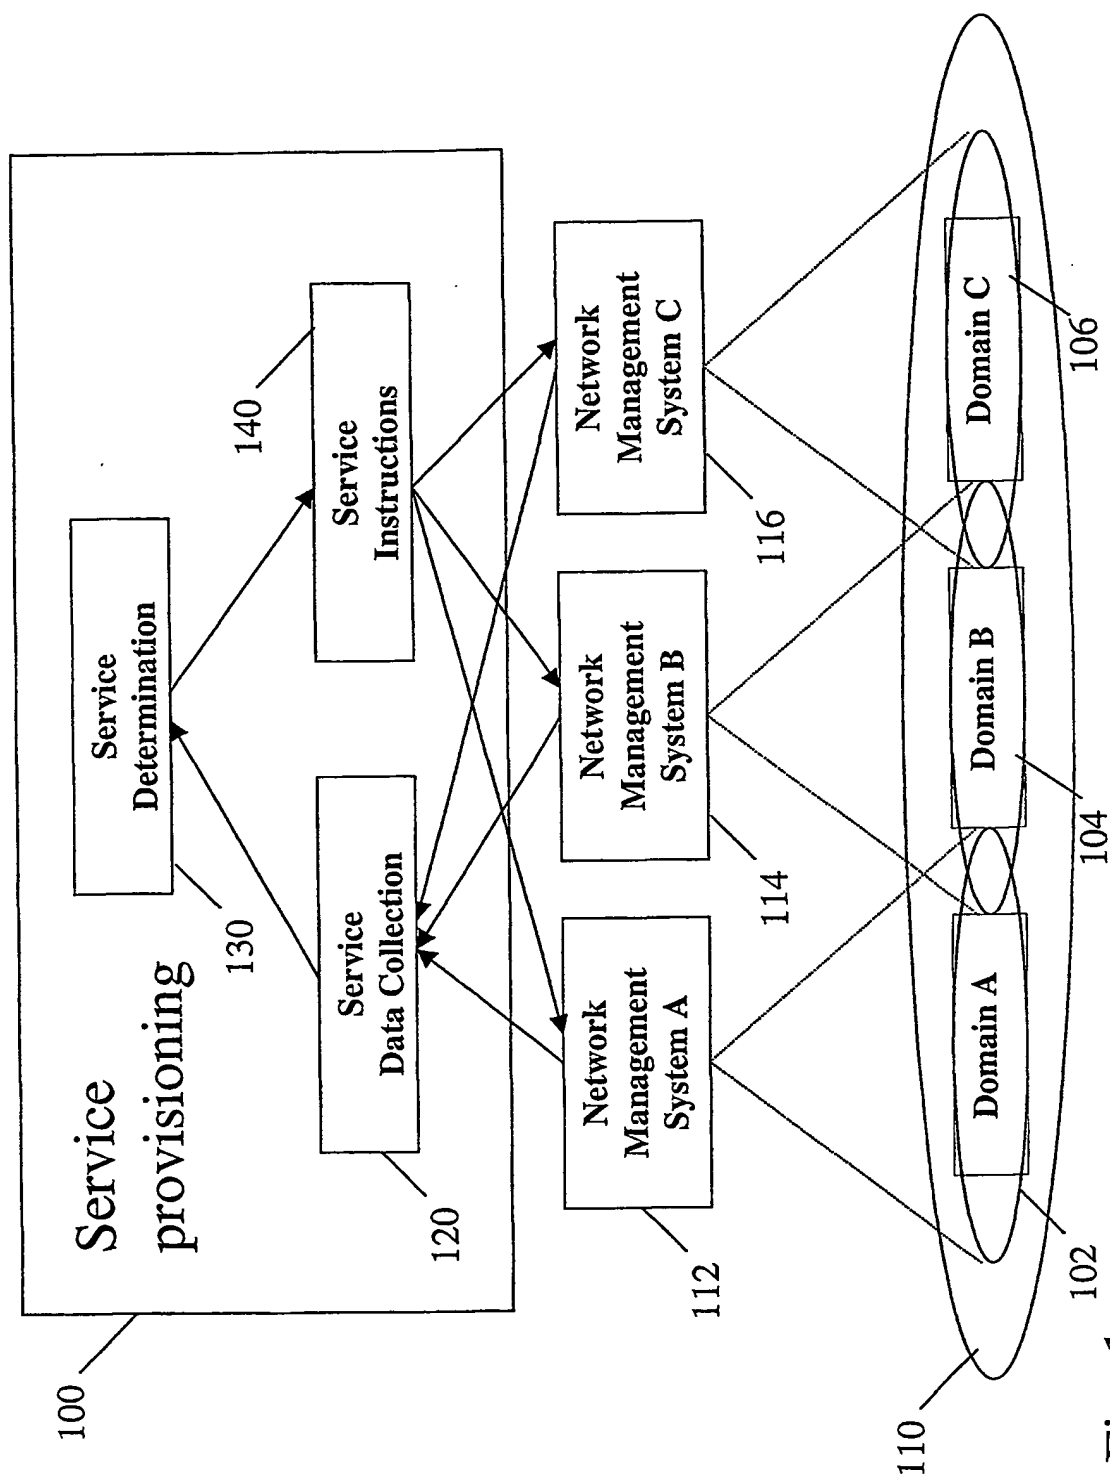 100
Service
provisioning
130
Service
Determination
140
120
Service
Data Collection
Service
Instructions
112
Network
Management
System A
114
Network
Management
System B
116
Network
Management
System C
110
102
Domain A
104
Domain B
106
Domain C